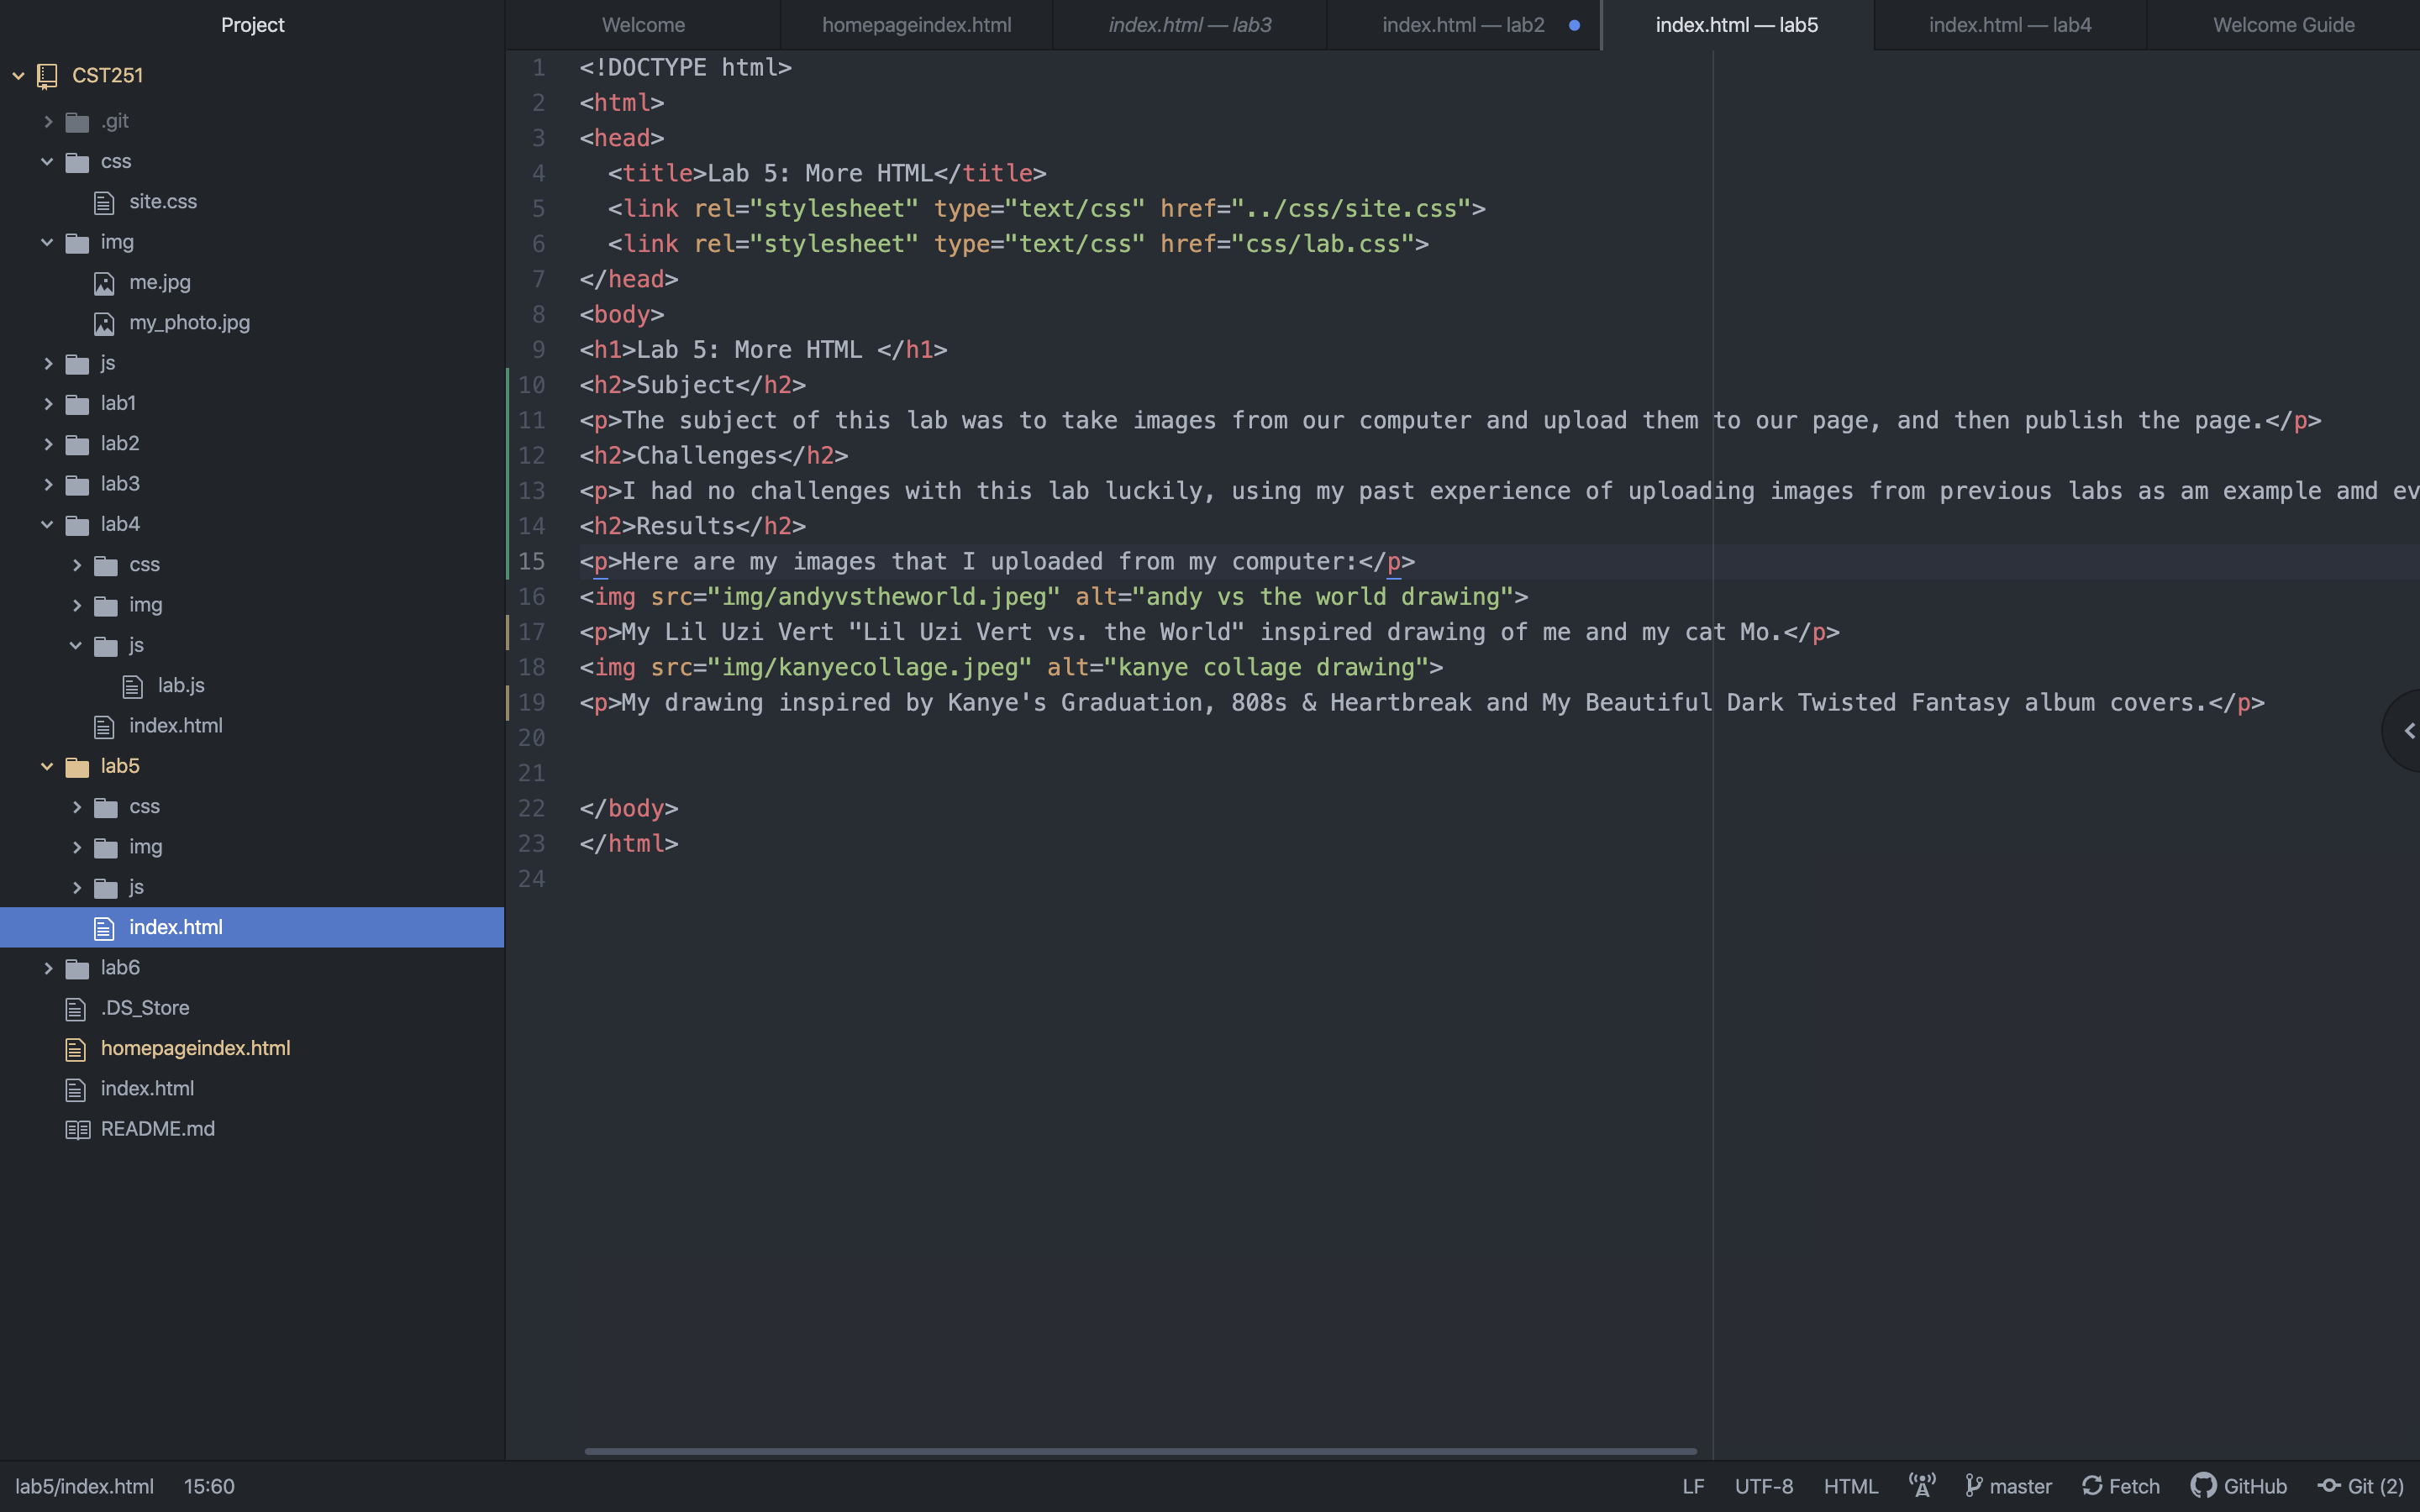 Project
CST251
.git
css
site.css
img
me.jpg
my_photo.jpg
js
lab1
lab2
lab3
lab4
css
img
js
lab.js
index.html
lab5
css
img
js
index.html
lab6
.DS_Store
homepageindex.html
index.html
README.md
Welcome
homepageindex.html
index.html — lab3
index.html — lab2
index.html — lab5
index.html — lab4
Welcome Guide
1 <!DOCTYPE html>
2 <html>
3 <head>
4   <title>Lab 5: More HTML</title>
5   <link rel="stylesheet" type="text/css" href="../css/site.css">
6   <link rel="stylesheet" type="text/css" href="css/lab.css">
7 </head>
8 <body>
9 <h1>Lab 5: More HTML </h1>
10 <h2>Subject</h2>
11 <p>The subject of this lab was to take images from our computer and upload them to our page, and then publish the page.</p>
12 <h2>Challenges</h2>
13 <p>I had no challenges with this lab luckily, using my past experience of uploading images from previous labs as am example amd ev
14 <h2>Results</h2>
15 <p>Here are my images that I uploaded from my computer:</p>
16 <img src="img/andyvstheworld.jpeg" alt="andy vs the world drawing">
17 <p>My Lil Uzi Vert "Lil Uzi Vert vs. the World" inspired drawing of me and my cat Mo.</p>
18 <img src="img/kanyecollage.jpeg" alt="kanye collage drawing">
19 <p>My drawing inspired by Kanye's Graduation, 808s & Heartbreak and My Beautiful Dark Twisted Fantasy album covers.</p>
20
21
22 </body>
23 </html>
24
lab5/index.html 15:60 LF UTF-8 HTML master Fetch GitHub Git (2)